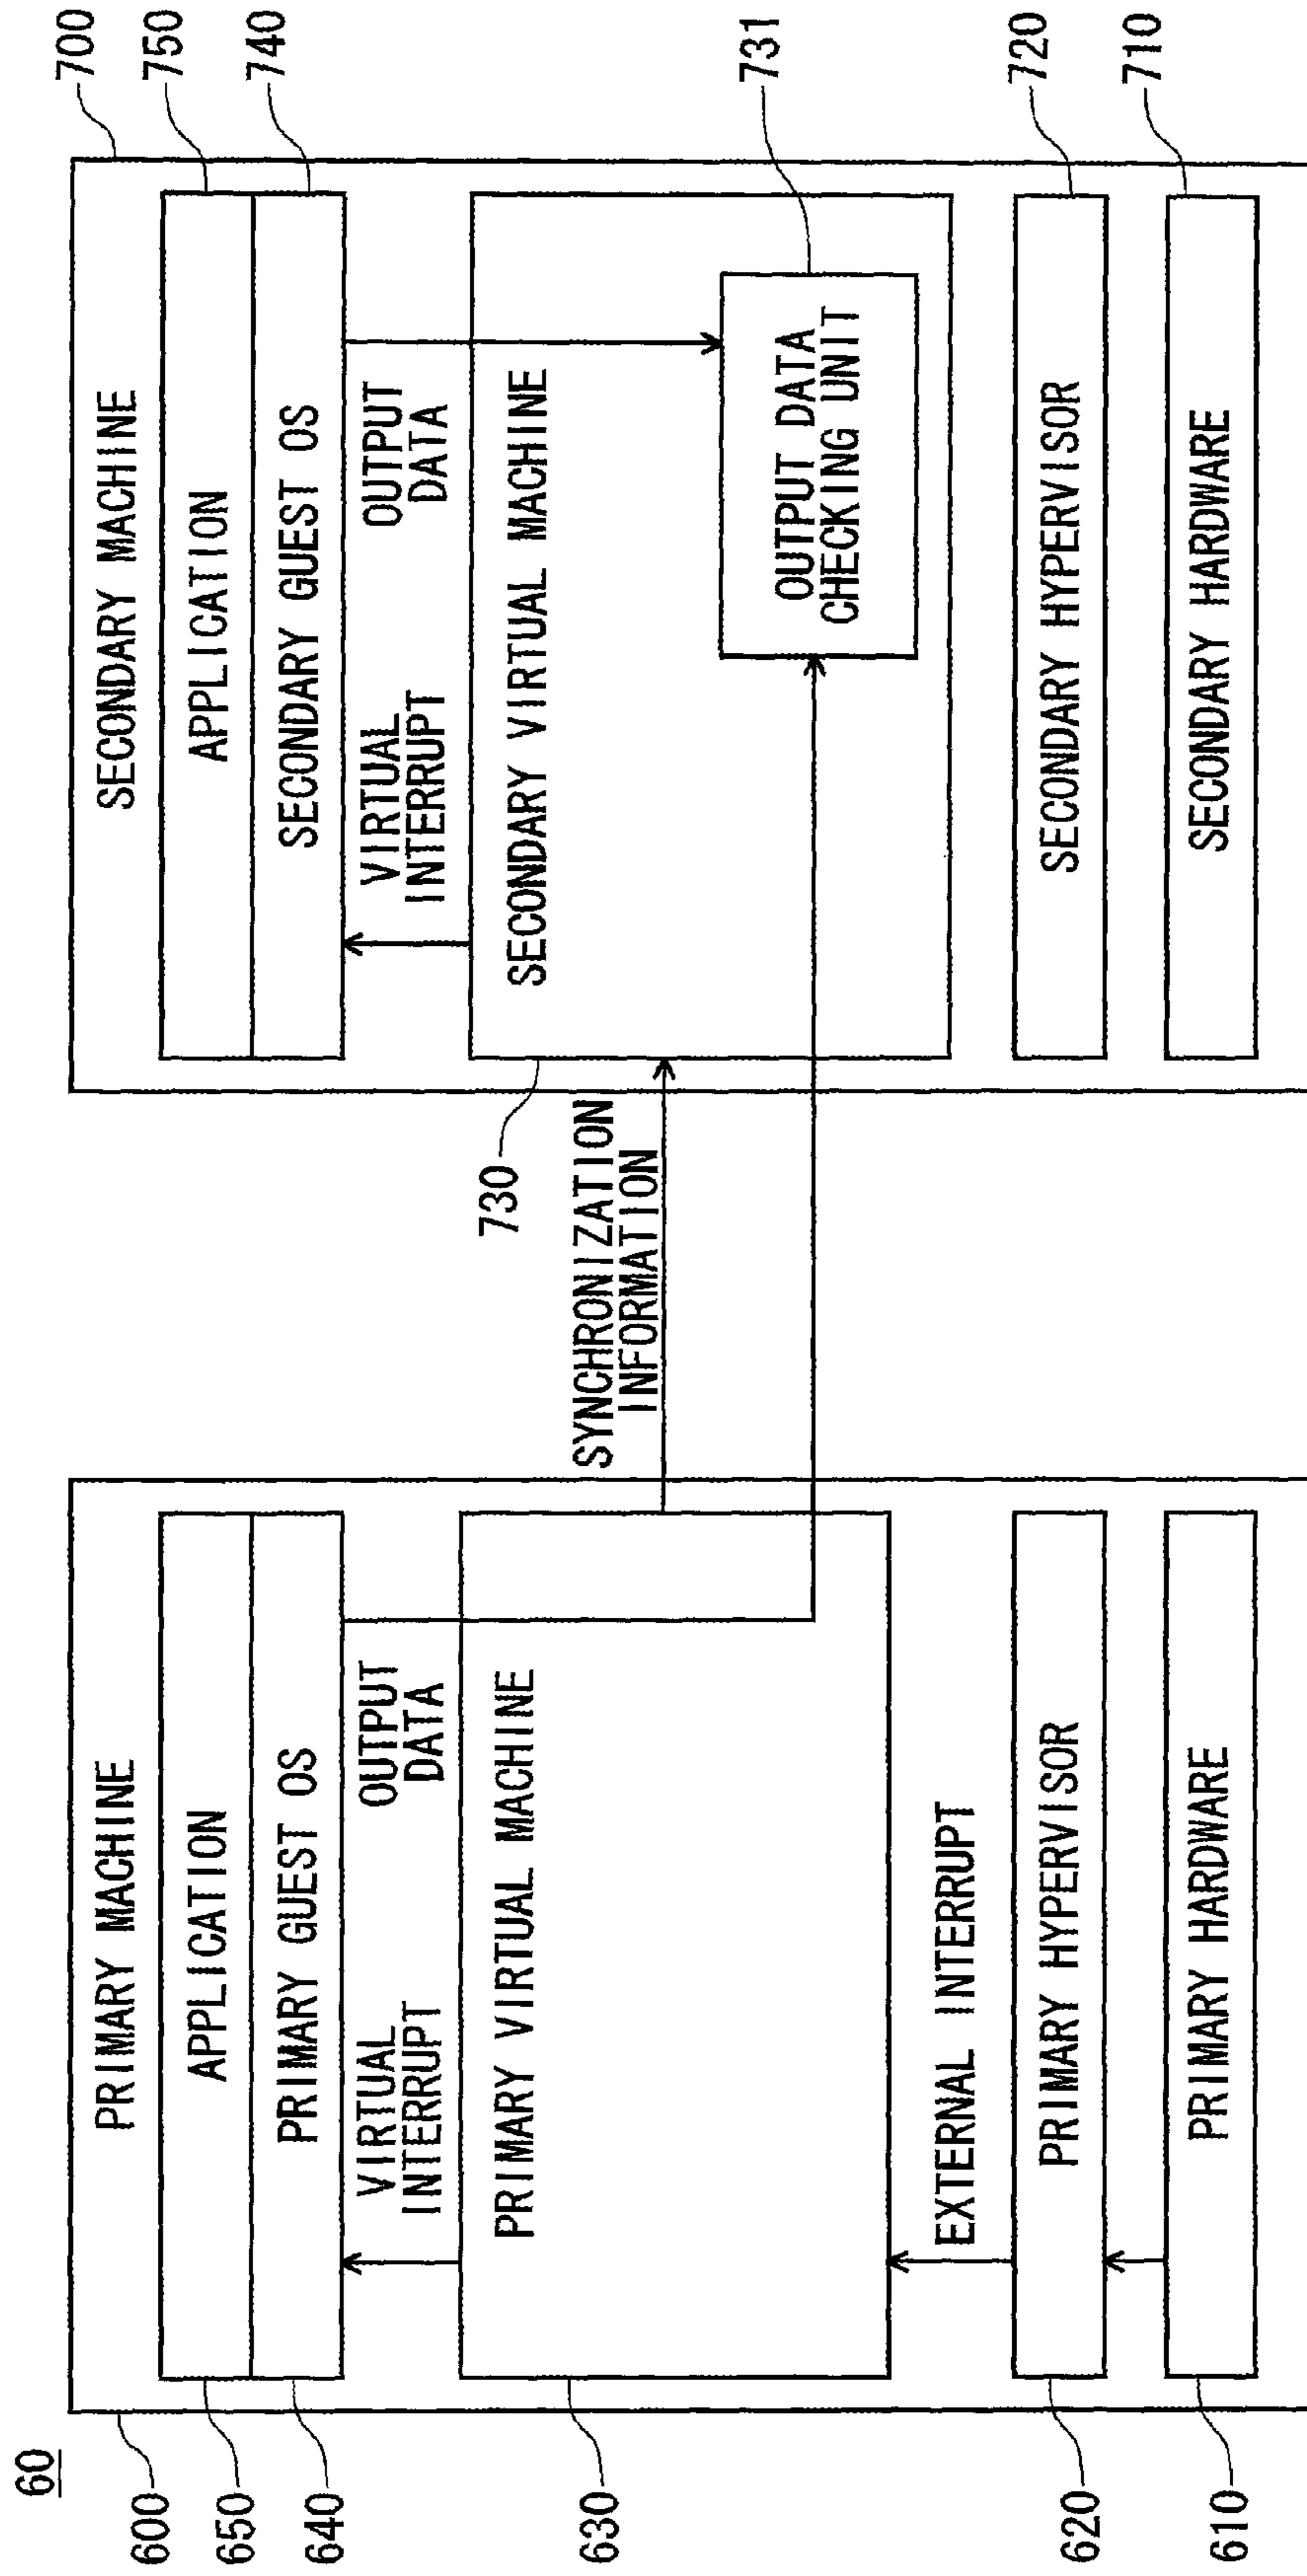 60
600
650
640
630
620
610
PRIMARY MACHINE
APPLICATION
PRIMARY GUEST OS
VIRTUAL
INTERRUPT
OUTPUT
DATA
PRIMARY VIRTUAL MACHINE
EXTERNAL INTERRUPT
PRIMARY HYPERVISOR
PRIMARY HARDWARE
SYNCHRONIZATION
INFORMATION
730
SECONDARY MACHINE
APPLICATION
SECONDARY GUEST OS
VIRTUAL
INTERRUPT
OUTPUT
DATA
SECONDARY VIRTUAL MACHINE
OUTPUT DATA
CHECKING UNIT
SECONDARY HYPERVISOR
SECONDARY HARDWARE
700
750
740
731
720
710